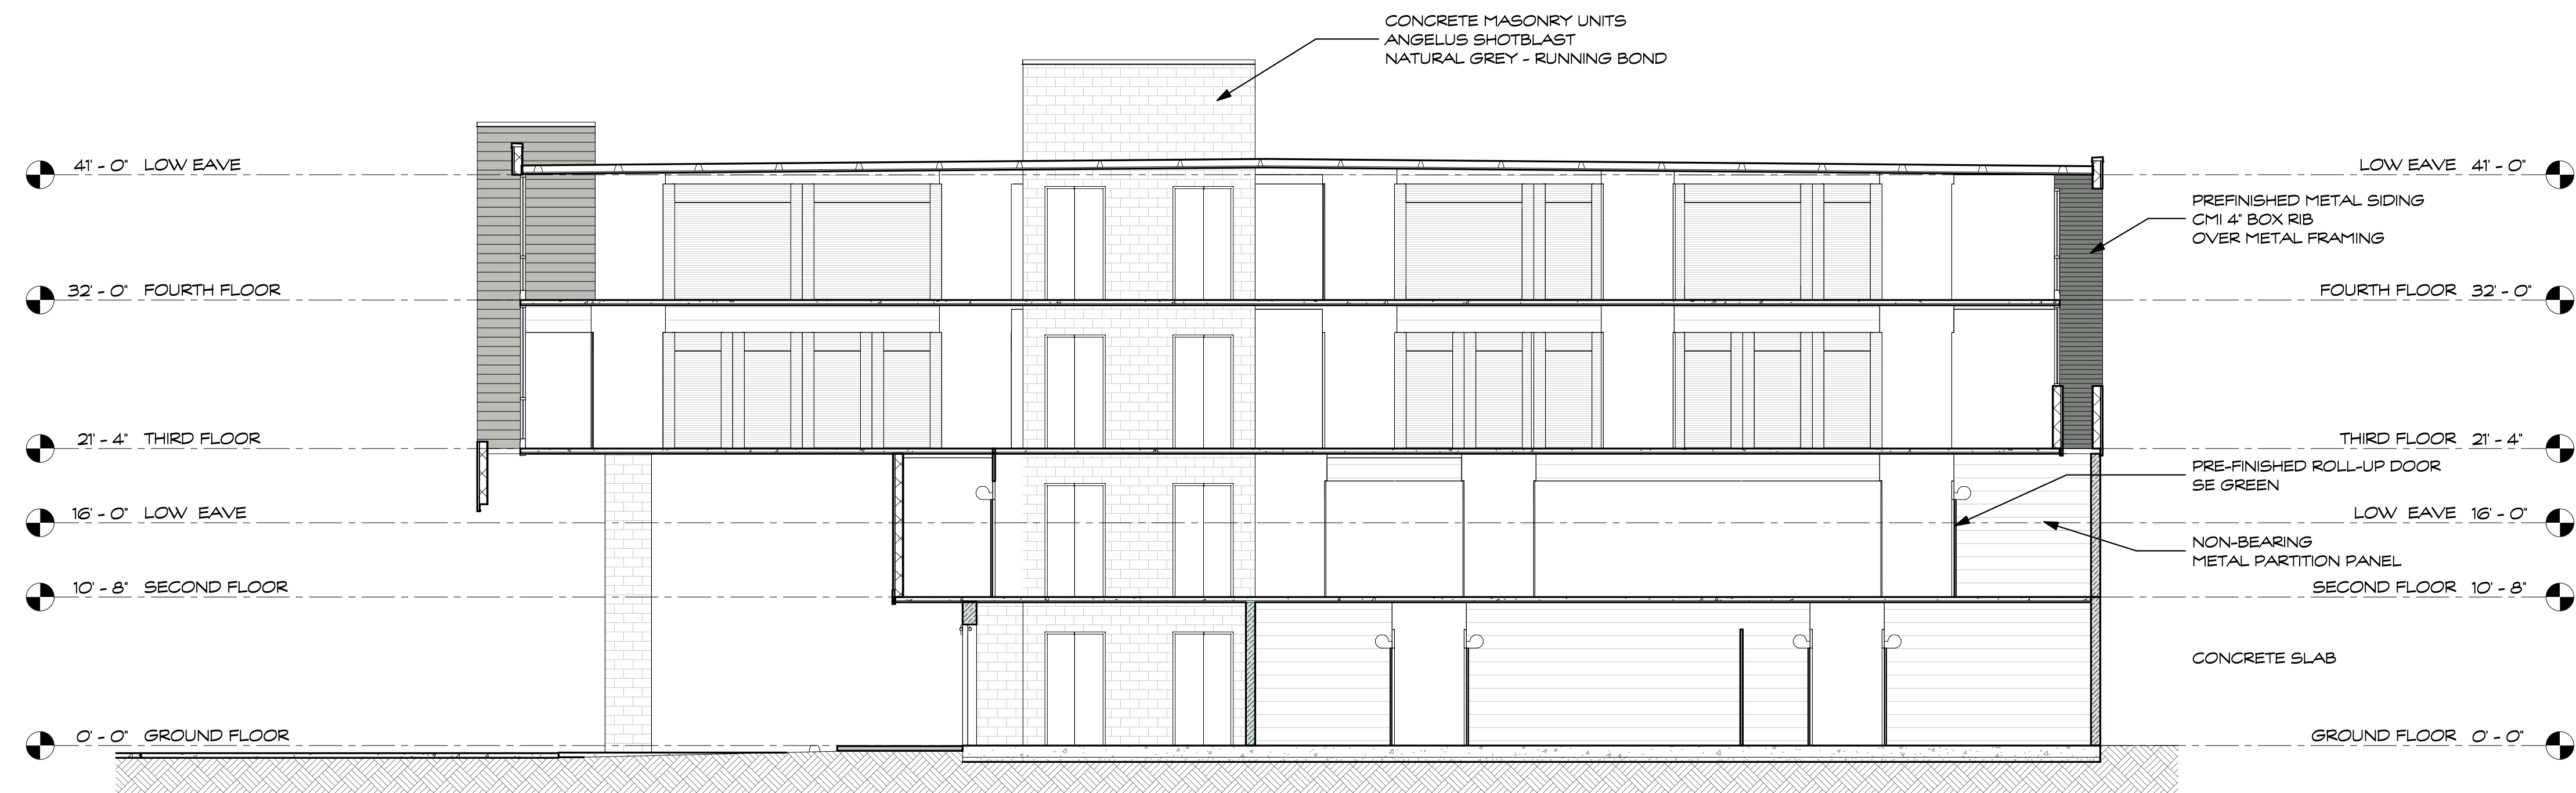 CONCRETE MASONRY UNITS
ANGELUS SHOTBLAST
NATURAL GREY - RUNNING BOND
41' - 0" LOW EAVE
LOW EAVE 41' - 0"
PREFINISHED METAL SIDING
CMI 4" BOX RIB
OVER METAL FRAMING
32' - 0" FOURTH FLOOR
FOURTH FLOOR 32' - 0"
21' - 4" THIRD FLOOR
THIRD FLOOR 21' - 4"
PRE-FINISHED ROLL-UP DOOR
SE GREEN
16' - 0" LOW EAVE
LOW EAVE 16' - 0"
NON-BEARING
METAL PARTITION PANEL
10' - 8" SECOND FLOOR
SECOND FLOOR 10' - 8"
CONCRETE SLAB
0' - 0" GROUND FLOOR
GROUND FLOOR 0' - 0"